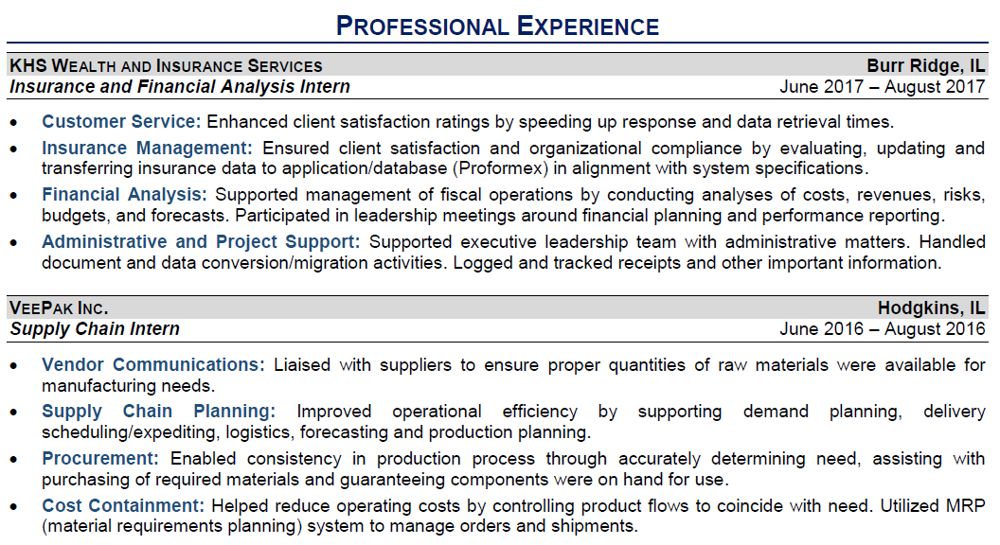 PROFESSIONAL EXPERIENCE
KHS WEALTH AND INSURANCE SERVICES Burr Ridge, IL
Insurance and Financial Analysis Intern June 2017 – August 2017
• Customer Service: Enhanced client satisfaction ratings by speeding up response and data retrieval times.
• Insurance Management: Ensured client satisfaction and organizational compliance by evaluating, updating and
transferring insurance data to application/database (Proformex) in alignment with system specifications.
• Financial Analysis: Supported management of fiscal operations by conducting analyses of costs, revenues, risks,
budgets, and forecasts. Participated in leadership meetings around financial planning and performance reporting.
• Administrative and Project Support: Supported executive leadership team with administrative matters. Handled
document and data conversion/migration activities. Logged and tracked receipts and other important information.
VEEPAK INC. Hodgkins, IL
Supply Chain Intern June 2016 – August 2016
• Vendor Communications: Liaised with suppliers to ensure proper quantities of raw materials were available for
manufacturing needs.
• Supply Chain Planning: Improved operational efficiency by supporting demand planning, delivery
scheduling/expediting, logistics, forecasting and production planning.
• Procurement: Enabled consistency in production process through accurately determining need, assisting with
purchasing of required materials and guaranteeing components were on hand for use.
• Cost Containment: Helped reduce operating costs by controlling product flows to coincide with need. Utilized MRP
(material requirements planning) system to manage orders and shipments.